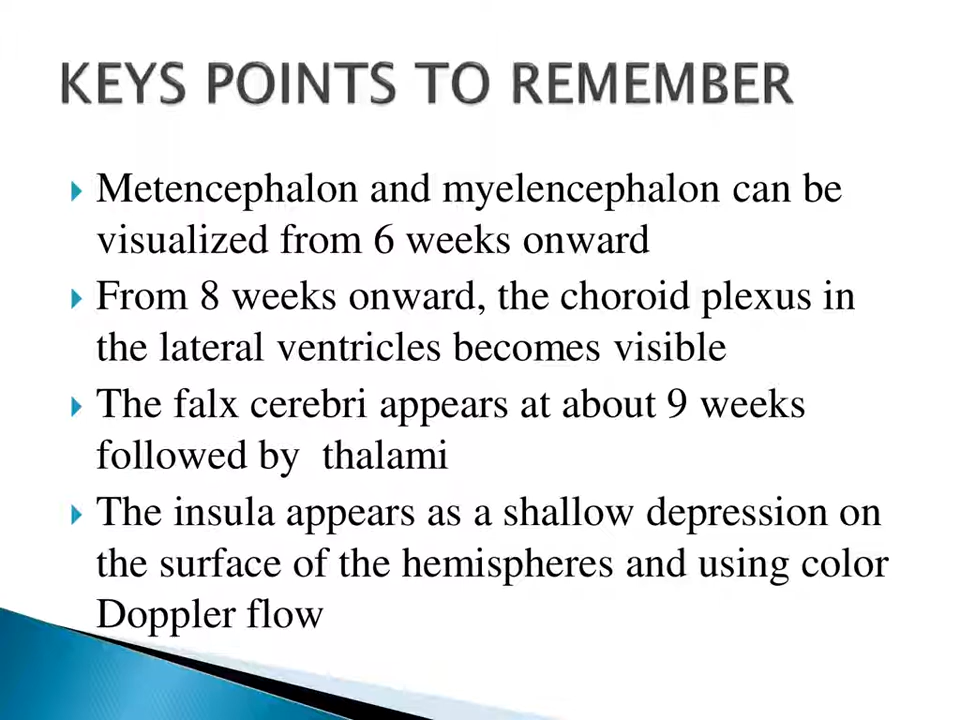 KEYS POINTS TO REMEMBER
Metencephalon and myelencephalon can be
visualized from 6 weeks onward
From 8 weeks onward, the choroid plexus in
the lateral ventricles becomes visible
The falx cerebri appears at about 9 weeks
followed by  thalami
The insula appears as a shallow depression on
the surface of the hemispheres and using color
Doppler flow